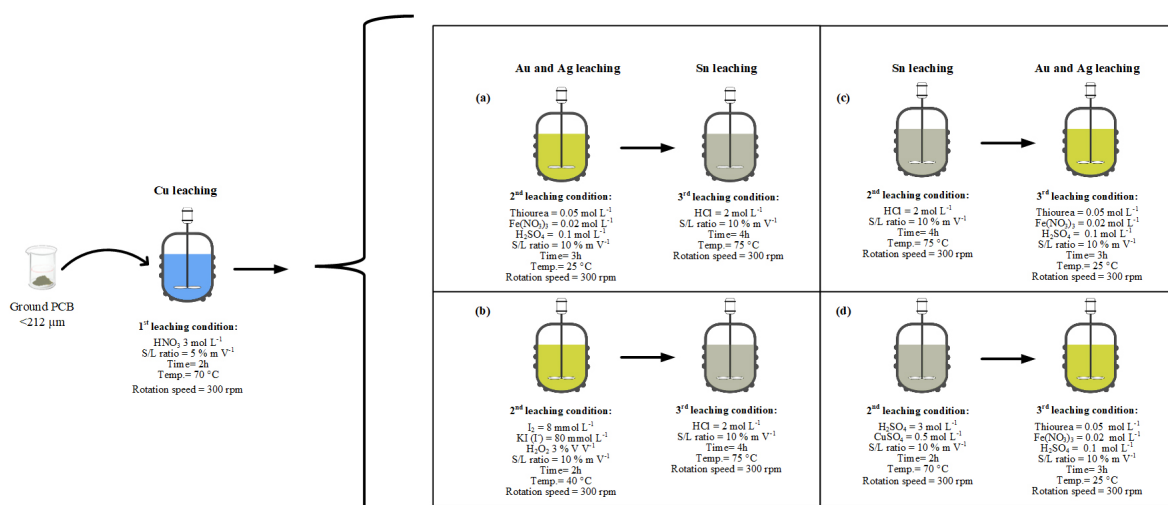 Ground PCB
<212 µm
Cu leaching
1st leaching condition:
HNO3 3 mol L-1
S/L ratio = 5 % m V-1
Time= 2h
Temp.= 70 °C
Rotation speed = 300 rpm
(a)
Au and Ag leaching
2nd leaching condition:
Thiourea = 0.05 mol L-1
Fe(NO3)3 = 0.02 mol L-1
H2SO4 = 0.1 mol L-1
S/L ratio = 10 % m V-1
Time= 3h
Temp.= 25 °C
Rotation speed = 300 rpm
Sn leaching
3rd leaching condition:
HCl = 2 mol L-1
S/L ratio = 10 % m V-1
Time= 4h
Temp.= 75 °C
Rotation speed = 300 rpm
(c)
Sn leaching
2nd leaching condition:
HCl = 2 mol L-1
S/L ratio = 10 % m V-1
Time= 4h
Temp.= 75 °C
Rotation speed = 300 rpm
Au and Ag leaching
3rd leaching condition:
Thiourea = 0.05 mol L-1
Fe(NO3)3 = 0.02 mol L-1
H2SO4 = 0.1 mol L-1
S/L ratio = 10 % m V-1
Time= 3h
Temp.= 25 °C
Rotation speed = 300 rpm
(b)
2nd leaching condition:
I2 = 8 mmol L-1
KI (I-) = 80 mmol L-1
H2O2 3 % V V-1
S/L ratio = 10 % m V-1
Time= 2h
Temp.= 40 °C
Rotation speed = 300 rpm
3rd leaching condition:
HCl = 2 mol L-1
S/L ratio = 10 % m V-1
Time= 4h
Temp.= 75 °C
Rotation speed = 300 rpm
(d)
2nd leaching condition:
H2SO4 = 3 mol L-1
CuSO4 = 0.5 mol L-1
S/L ratio = 10 % m V-1
Time= 2h
Temp.= 70 °C
Rotation speed = 300 rpm
3rd leaching condition:
Thiourea = 0.05 mol L-1
Fe(NO3)3 = 0.02 mol L-1
H2SO4 = 0.1 mol L-1
S/L ratio = 10 % m V-1
Time= 3h
Temp.= 25 °C
Rotation speed = 300 rpm